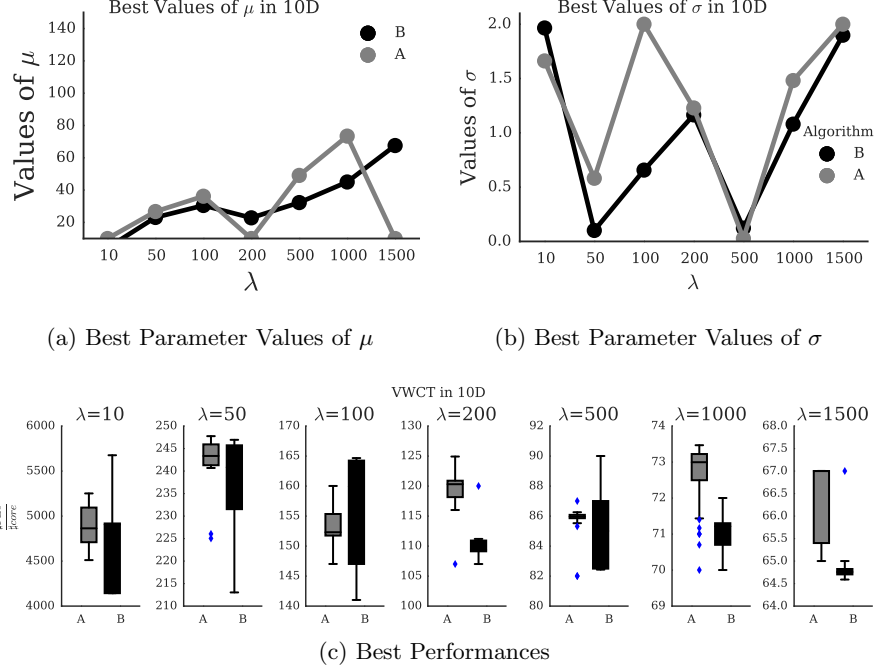 Best Values of μ in 10D
140
120
100
80
60
40
20
Values of μ
B
A
10 50 100 200 500 1000 1500
λ
(a) Best Parameter Values of μ
Best Values of σ in 10D
2.0
1.5
1.0
0.5
0.0
Values of σ
Algorithm
B
A
10 50 100 200 500 1000 1500
λ
(b) Best Parameter Values of σ
VWCT in 10D
λ=10
6000
5500
5000
4500
4000
A B
λ=50
250
245
240
235
230
225
220
215
210
A B
λ=100
170
165
160
155
150
145
140
A B
λ=200
130
125
120
115
110
105
100
A B
λ=500
92
90
88
86
84
82
80
A B
λ=1000
74
73
72
71
70
69
A B
λ=1500
68.0
67.5
67.0
66.5
66.0
65.5
65.0
64.5
64.0
A B
(c) Best Performances